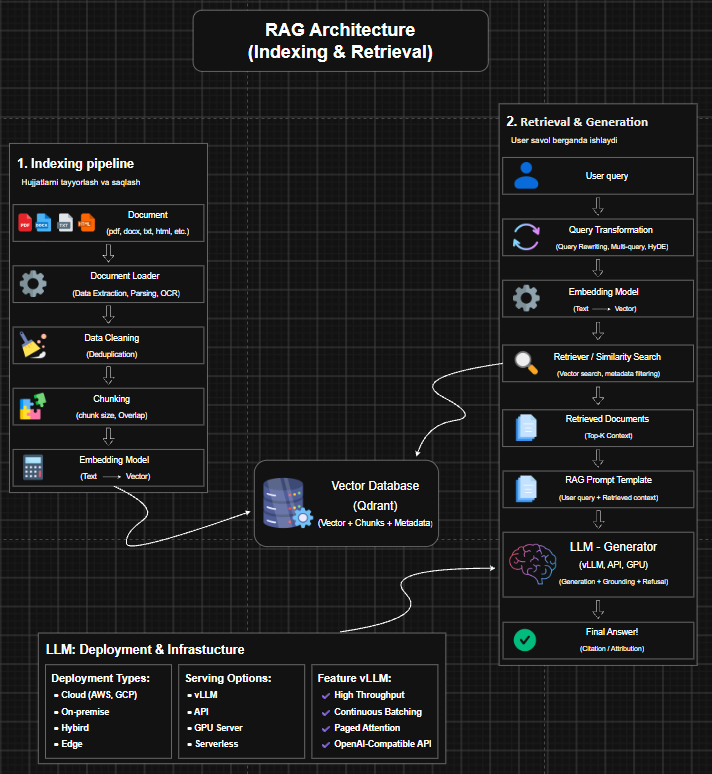 RAG Architecture
(Indexing & Retrieval)
1. Indexing pipeline
Hujjatlarni tayyorlash va saqlash
PDF
DOCX
TXT
HTML
Document
(pdf, docx, txt, html, etc.)
Document Loader
(Data Extraction, Parsing, OCR)
Data Cleaning
(Deduplication)
Chunking
(chunk size, Overlap)
Embedding Model
(Text → Vector)
Vector Database
(Qdrant)
(Vector + Chunks + Metadata)
2. Retrieval & Generation
User savol berganda ishlaydi
User query
Query Transformation
(Query Rewriting, Multi-query, HyDE)
Embedding Model
(Text → Vector)
Retriever / Similarity Search
(Vector search, metadata filtering)
Retrieved Documents
(Top-K Context)
RAG Prompt Template
(User query + Retrieved context)
LLM - Generator
(vLLM, API, GPU)
(Generation + Grounding + Refusal)
Final Answer!
(Citation / Attribution)
LLM: Deployment & Infrastucture
Deployment Types:
Cloud (AWS, GCP)
On-premise
Hybird
Edge
Serving Options:
vLLM
API
GPU Server
Serverless
Feature vLLM:
High Throughput
Continuous Batching
Paged Attention
OpenAI-Compatible API